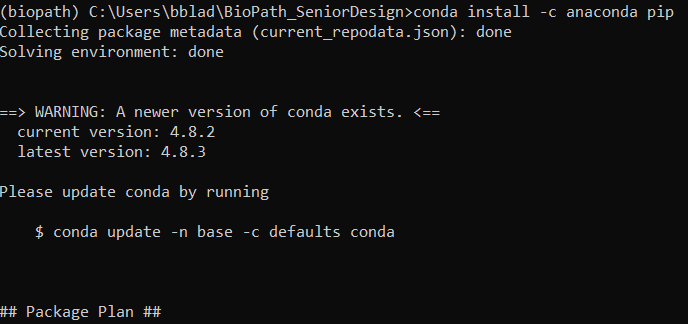 (biopath) C:\Users\bblad\BioPath_SeniorDesign>conda install -c anaconda pip
Collecting package metadata (current_repodata.json): done
Solving environment: done
==> WARNING: A newer version of conda exists. <==
current version: 4.8.2
latest version: 4.8.3
Please update conda by running
$ conda update -n base -c defaults conda
## Package Plan ##